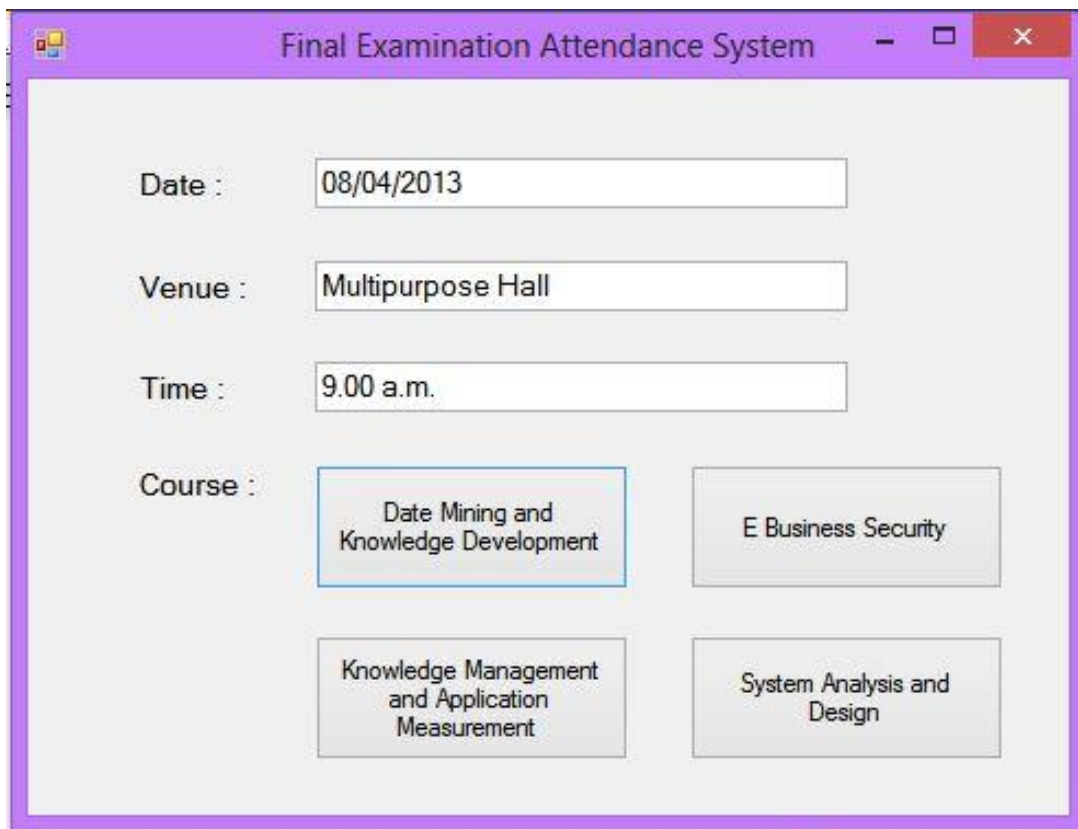 Final Examination Attendance System
Date :
08/04/2013
Venue :
Multipurpose Hall
Time :
9.00 a.m.
Course :
Date Mining and
Knowledge Development
E Business Security
Knowledge Management
and Application
Measurement
System Analysis and
Design